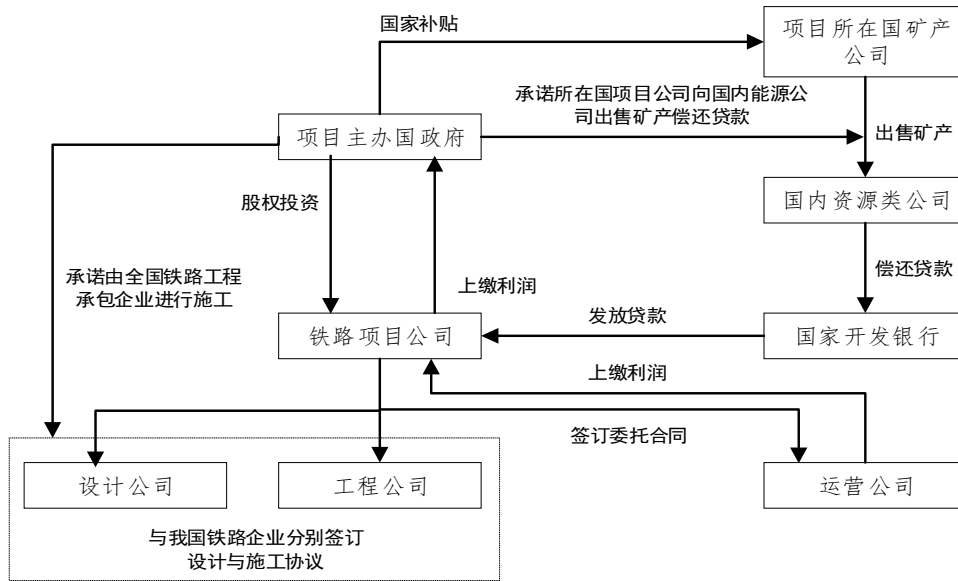 国家补贴
项目所在国矿产
公司
承诺所在国项目公司向国内能源公
司出售矿产偿还贷款
项目主办国政府
出售矿产
股权投资
国内资源类公司
承诺由全国铁路工程
承包企业进行施工
上缴利润
偿还贷款
发放贷款
铁路项目公司
国家开发银行
上缴利润
签订委托合同
设计公司
工程公司
运营公司
与我国铁路企业分别签订
设计与施工协议